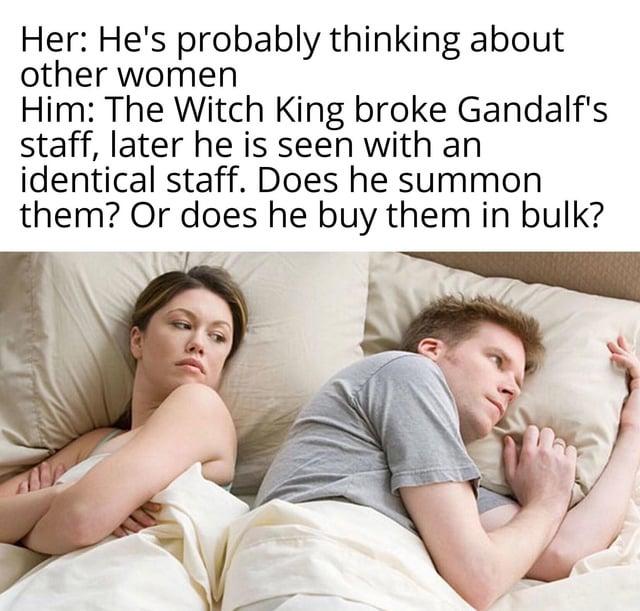 Her: He's probably thinking about
other women
Him: The Witch King broke Gandalf's
staff, later he is seen with an
identical staff. Does he summon
them? Or does he buy them in bulk?